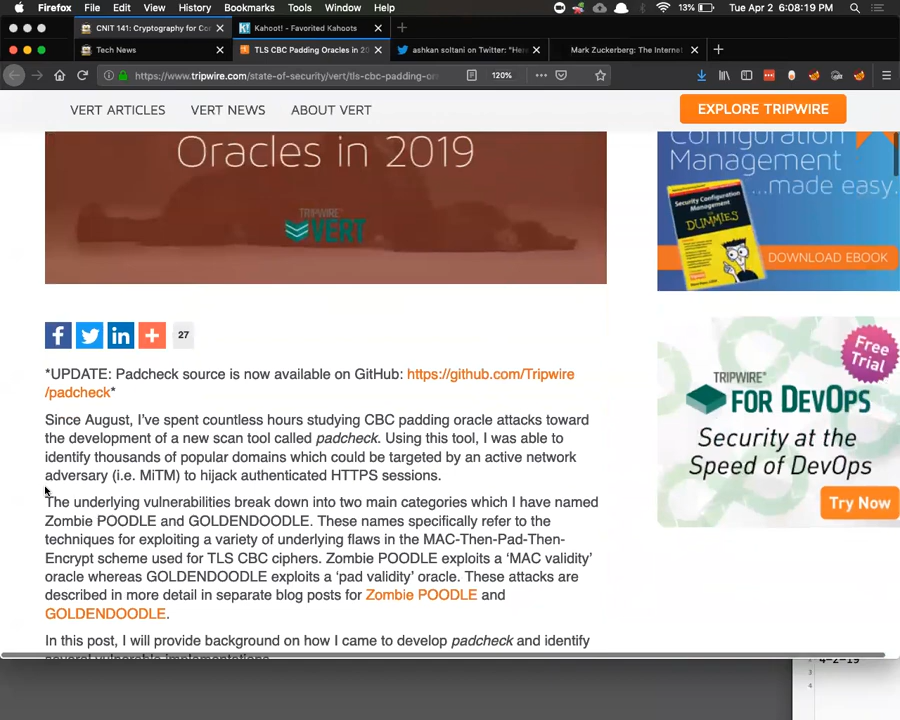 Firefox File Edit View History Bookmarks Tools Window Help 13% Tue Apr 2 6:08:19 PM
CNIT 141: Cryptography for Co
Kahoot! - Favorited Kahoots
Tech News
TLS CBC Padding Oracles in 20
ashkan soltani on Twitter: "Here
Mark Zuckerberg: The Internet
https://www.tripwire.com/state-of-security/vert/tls-cbc-padding-or
120%
VERT ARTICLES VERT NEWS ABOUT VERT
EXPLORE TRIPWIRE
Oracles in 2019
TRIPWIRE
VERT
Configuration
Management
...made easy.
Security Configuration
Management
DUMMIES
DOWNLOAD EBOOK
27
*UPDATE: Padcheck source is now available on GitHub: https://github.com/Tripwire
/padcheck*
Since August, I've spent countless hours studying CBC padding oracle attacks toward
the development of a new scan tool called padcheck. Using this tool, I was able to
identify thousands of popular domains which could be targeted by an active network
adversary (i.e. MiTM) to hijack authenticated HTTPS sessions.
The underlying vulnerabilities break down into two main categories which I have named
Zombie POODLE and GOLDENDOODLE. These names specifically refer to the
techniques for exploiting a variety of underlying flaws in the MAC-Then-Pad-Then-
Encrypt scheme used for TLS CBC ciphers. Zombie POODLE exploits a ‘MAC validity’
oracle whereas GOLDENDOODLE exploits a ‘pad validity’ oracle. These attacks are
described in more detail in separate blog posts for Zombie POODLE and
GOLDENDOODLE.
In this post, I will provide background on how I came to develop padcheck and identify
several vulnerable implementations.
Free
Trial
TRIPWIRE
FOR DEVOPS
Security at the
Speed of DevOps
Try Now
4-2-19
3
4